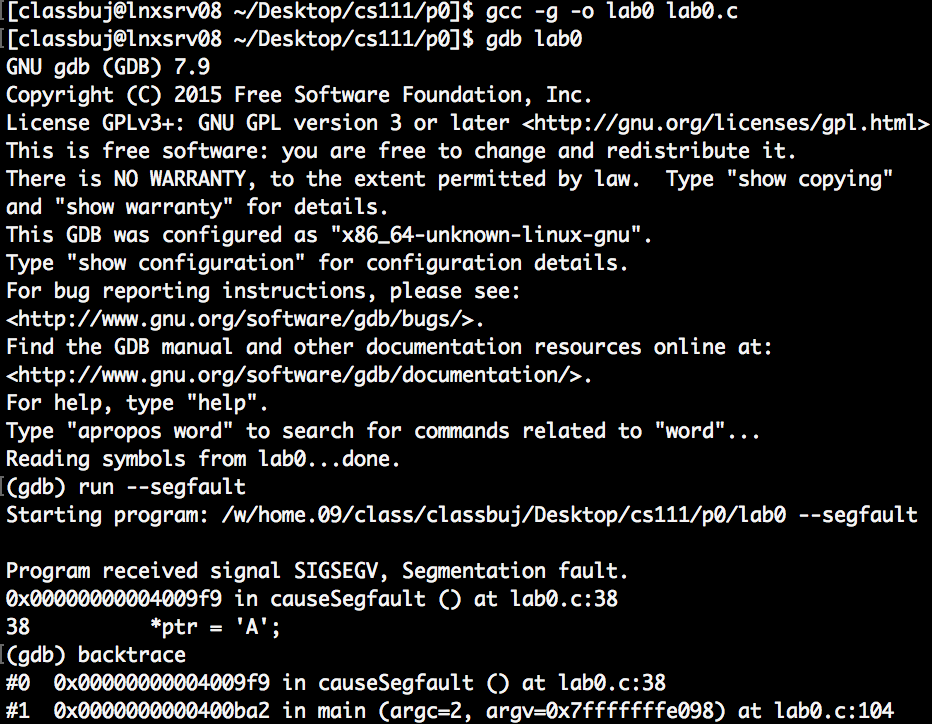 [classbuj@lnxsrv08 ~/Desktop/cs111/p0]$ gcc -g -o lab0 lab0.c
[classbuj@lnxsrv08 ~/Desktop/cs111/p0]$ gdb lab0
GNU gdb (GDB) 7.9
Copyright (C) 2015 Free Software Foundation, Inc.
License GPLv3+: GNU GPL version 3 or later <http://gnu.org/licenses/gpl.html>
This is free software: you are free to change and redistribute it.
There is NO WARRANTY, to the extent permitted by law.  Type "show copying"
and "show warranty" for details.
This GDB was configured as "x86_64-unknown-linux-gnu".
Type "show configuration" for configuration details.
For bug reporting instructions, please see:
<http://www.gnu.org/software/gdb/bugs/>.
Find the GDB manual and other documentation resources online at:
<http://www.gnu.org/software/gdb/documentation/>.
For help, type "help".
Type "apropos word" to search for commands related to "word"...
Reading symbols from lab0...done.
(gdb) run --segfault
Starting program: /w/home.09/class/classbuj/Desktop/cs111/p0/lab0 --segfault
Program received signal SIGSEGV, Segmentation fault.
0x00000000004009f9 in causeSegfault () at lab0.c:38
38          *ptr = 'A';
(gdb) backtrace
#0  0x00000000004009f9 in causeSegfault () at lab0.c:38
#1  0x0000000000400ba2 in main (argc=2, argv=0x7fffffffe098) at lab0.c:104